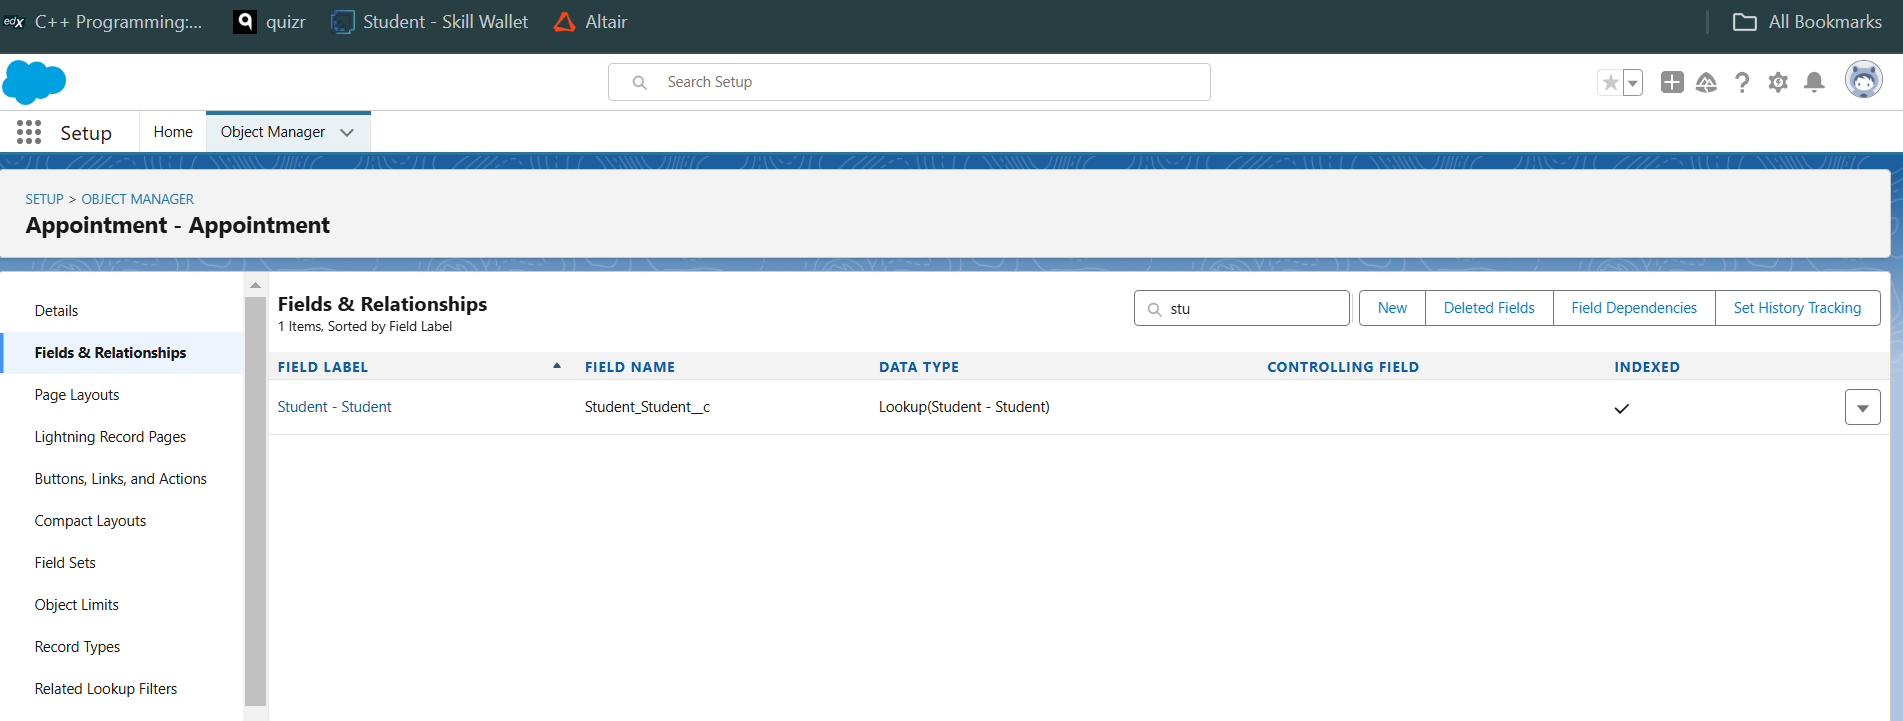 edX C++ Programming:... quizr Student - Skill Wallet Altair All Bookmarks
Search Setup
Setup Home Object Manager
SETUP > OBJECT MANAGER
Appointment - Appointment
Details
Fields & Relationships
Page Layouts
Lightning Record Pages
Buttons, Links, and Actions
Compact Layouts
Field Sets
Object Limits
Record Types
Related Lookup Filters
Fields & Relationships
1 Items, Sorted by Field Label
stu New Deleted Fields Field Dependencies Set History Tracking
FIELD LABEL FIELD NAME DATA TYPE CONTROLLING FIELD INDEXED
Student - Student Student_Student__c Lookup(Student - Student)